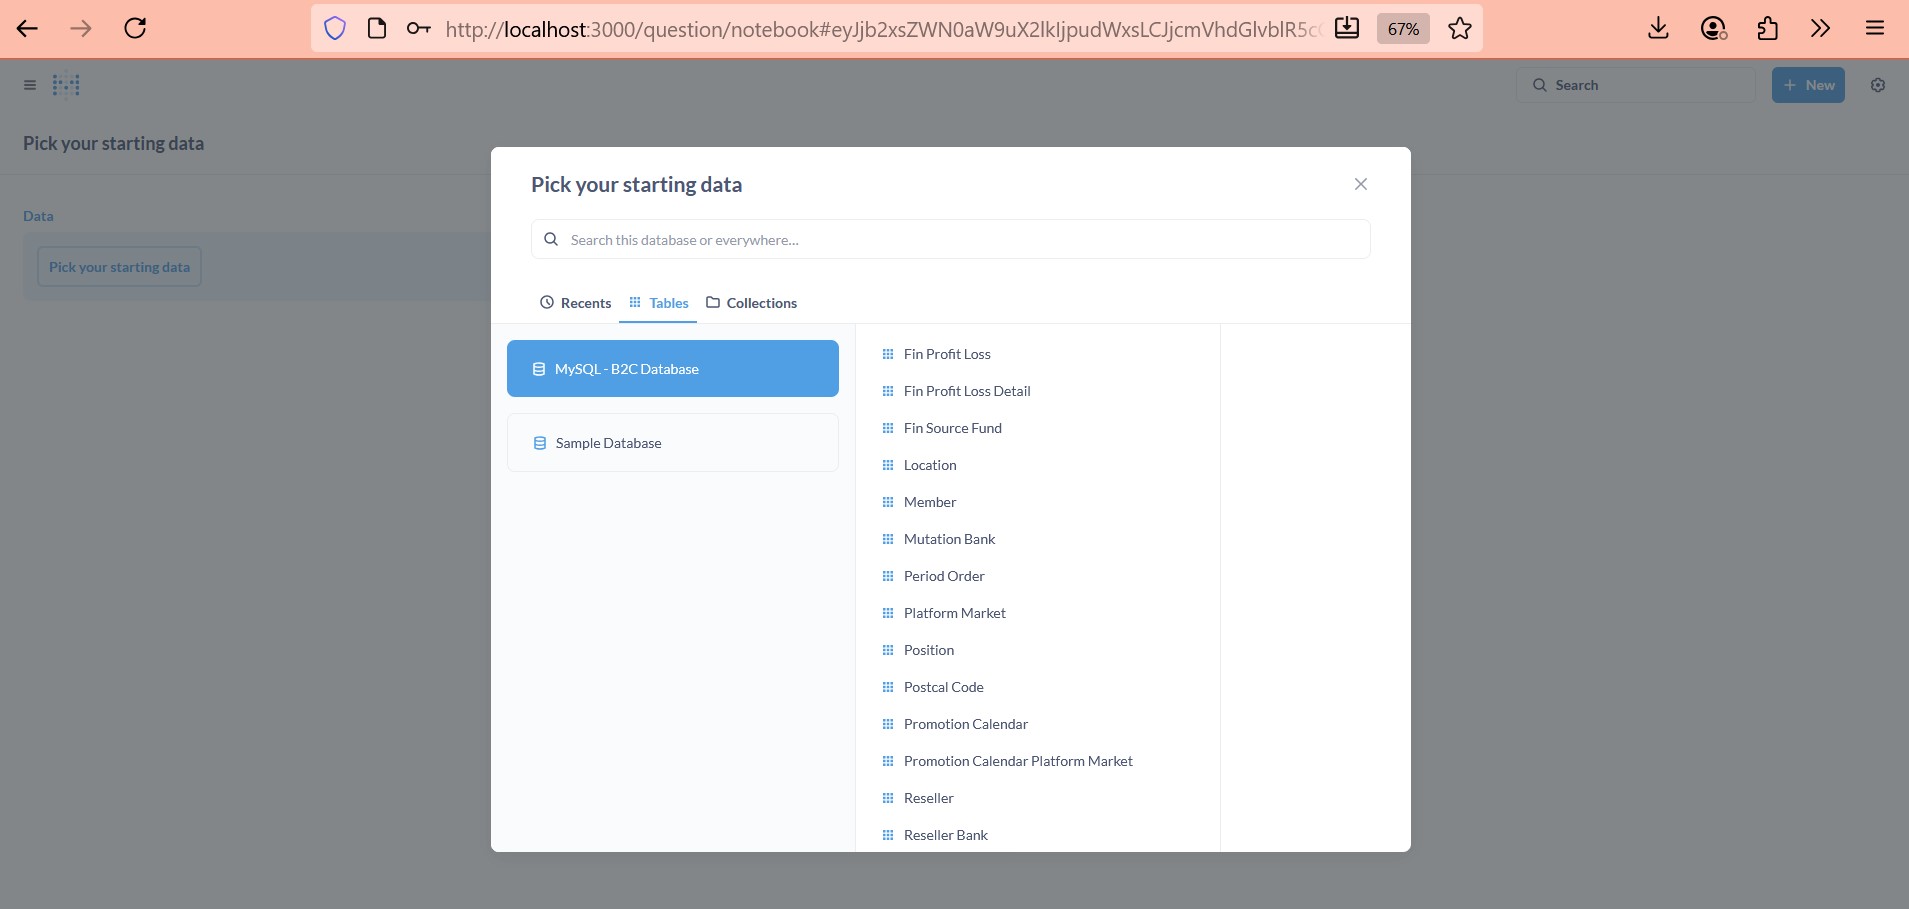 http://localhost:3000/question/notebook#eyJjb2xsZWN0aW9uX2lkIjpudWxsLCJjcmVhdGlvblR5c
67%
Search
+ New
Pick your starting data
Data
Pick your starting data
Pick your starting data
Search this database or everywhere...
Recents Tables Collections
MySQL - B2C Database
Sample Database
Fin Profit Loss
Fin Profit Loss Detail
Fin Source Fund
Location
Member
Mutation Bank
Period Order
Platform Market
Position
Postcal Code
Promotion Calendar
Promotion Calendar Platform Market
Reseller
Reseller Bank